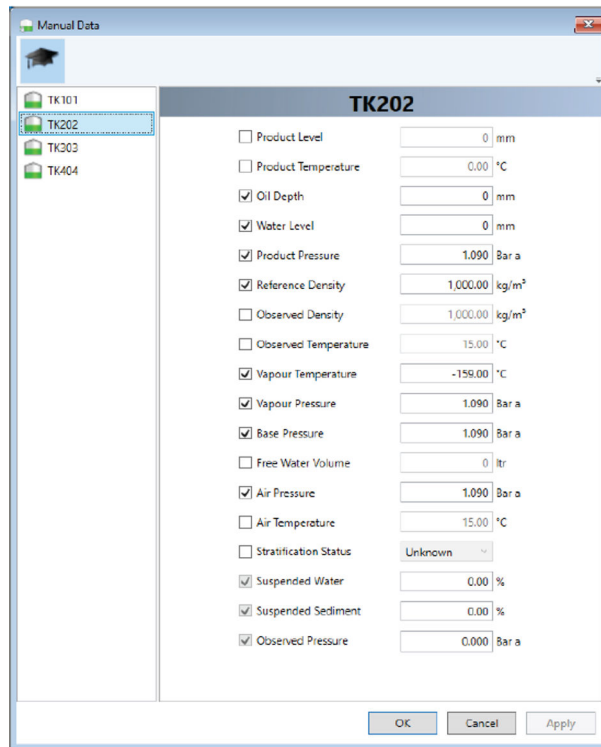 Manual Data
TK101
TK202
TK303
TK404
TK202
Product Level 0 mm
Product Temperature 0.00 °C
Oil Depth 0 mm
Water Level 0 mm
Product Pressure 1.090 Bar a
Reference Density 1,000.00 kg/m³
Observed Density 1,000.00 kg/m³
Observed Temperature 15.00 °C
Vapour Temperature -159.00 °C
Vapour Pressure 1.090 Bar a
Base Pressure 1.090 Bar a
Free Water Volume 0 ltr
Air Pressure 1.090 Bar a
Air Temperature 15.00 °C
Stratification Status Unknown
Suspended Water 0.00 %
Suspended Sediment 0.00 %
Observed Pressure 0.000 Bar a
OK Cancel Apply